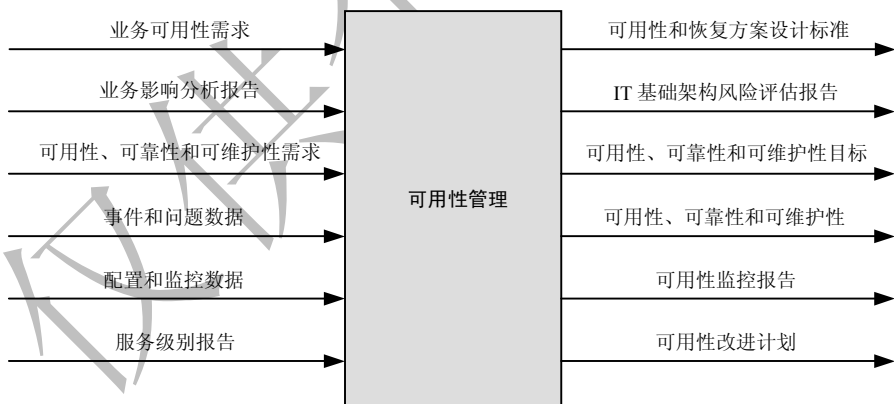 业务可用性需求
业务影响分析报告
可用性、可靠性和可维护性需求
事件和问题数据
配置和监控数据
服务级别报告
可用性管理
可用性和恢复方案设计标准
IT 基础架构风险评估报告
可用性、可靠性和可维护性目标
可用性、可靠性和可维护性
可用性监控报告
可用性改进计划
仅供